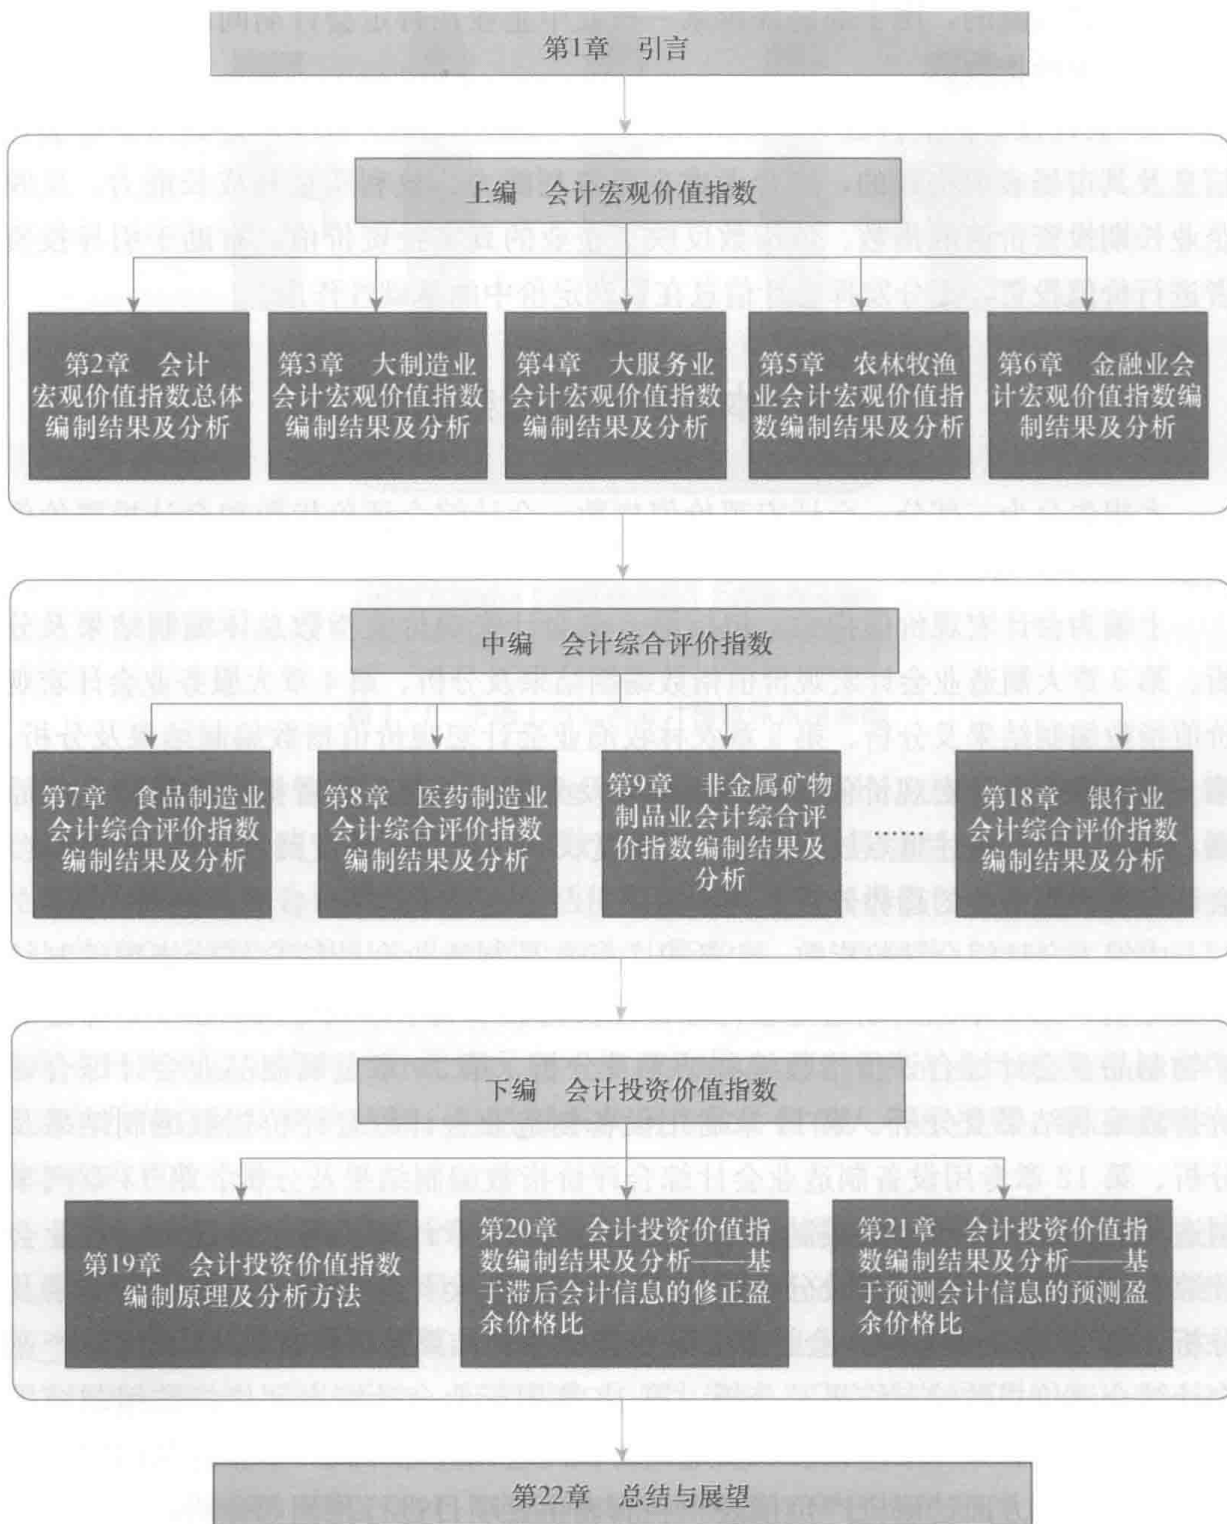 第1章 引言
上编 会计宏观价值指数
第2章 会计
宏观价值指数总体
编制结果及分析
第3章 大制造业
会计宏观价值指数
编制结果及分析
第4章 大服务业
会计宏观价值指数
编制结果及分析
第5章 农林牧渔
业会计宏观价值指
数编制结果及分析
第6章 金融业会
计宏观价值指数编
制结果及分析
中编 会计综合评价指数
第7章 食品制造业
会计综合评价指数
编制结果及分析
第8章 医药制造业
会计综合评价指数
编制结果及分析
第9章 非金属矿物
制品业会计综合评
价指数编制结果及
分析
……
第18章 银行业
会计综合评价指数
编制结果及分析
下编 会计投资价值指数
第19章 会计投资价值指数
编制原理及分析方法
第20章 会计投资价值指
数编制结果及分析——基
于滞后会计信息的修正盈
余价格比
第21章 会计投资价值指
数编制结果及分析——基
于预测会计信息的预测盈
余价格比
第22章 总结与展望